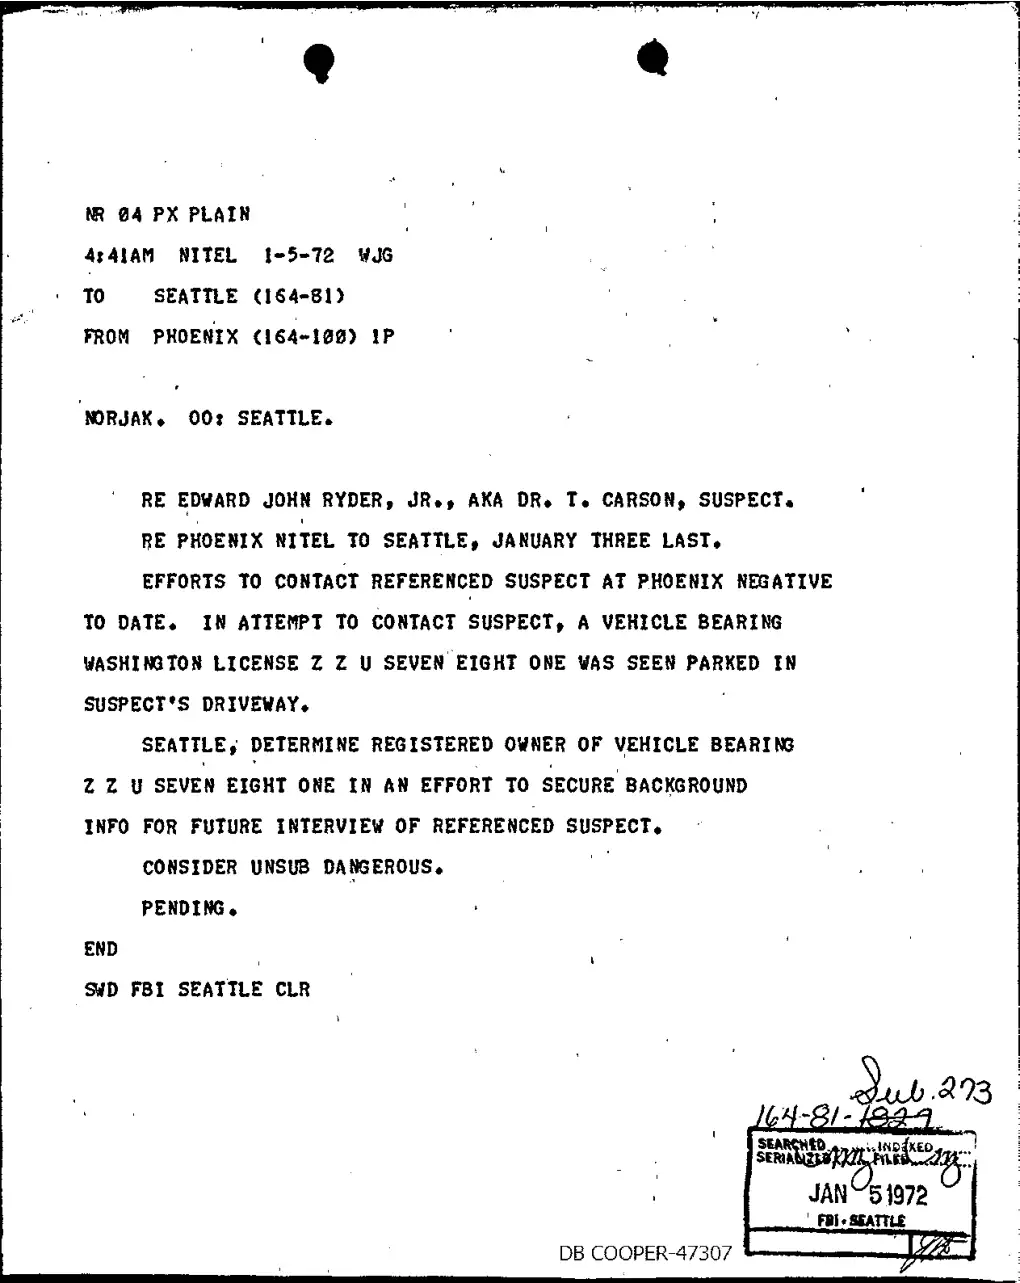 NR 04 PX PLAIN
4:41AM NITEL 1-5-72 WJG
TO SEATTLE (164-81)
FROM PHOENIX (164-100) 1P
NORJAK. OO: SEATTLE.
RE EDWARD JOHN RYDER, JR., AKA DR. T. CARSON, SUSPECT.
RE PHOENIX NITEL TO SEATTLE, JANUARY THREE LAST.
EFFORTS TO CONTACT REFERENCED SUSPECT AT PHOENIX NEGATIVE
TO DATE. IN ATTEMPT TO CONTACT SUSPECT, A VEHICLE BEARING
WASHINGTON LICENSE Z Z U SEVEN EIGHT ONE WAS SEEN PARKED IN
SUSPECT'S DRIVEWAY.
SEATTLE, DETERMINE REGISTERED OWNER OF VEHICLE BEARING
Z Z U SEVEN EIGHT ONE IN AN EFFORT TO SECURE BACKGROUND
INFO FOR FUTURE INTERVIEW OF REFERENCED SUSPECT.
CONSIDER UNSUB DANGEROUS.
PENDING.
END
SWD FBI SEATTLE CLR
Sub. 273
164-81-1829
SEARCHED INDEXED
SERIALIZED FILED
JAN 5 1972
FBI - SEATTLE
DB COOPER-47307